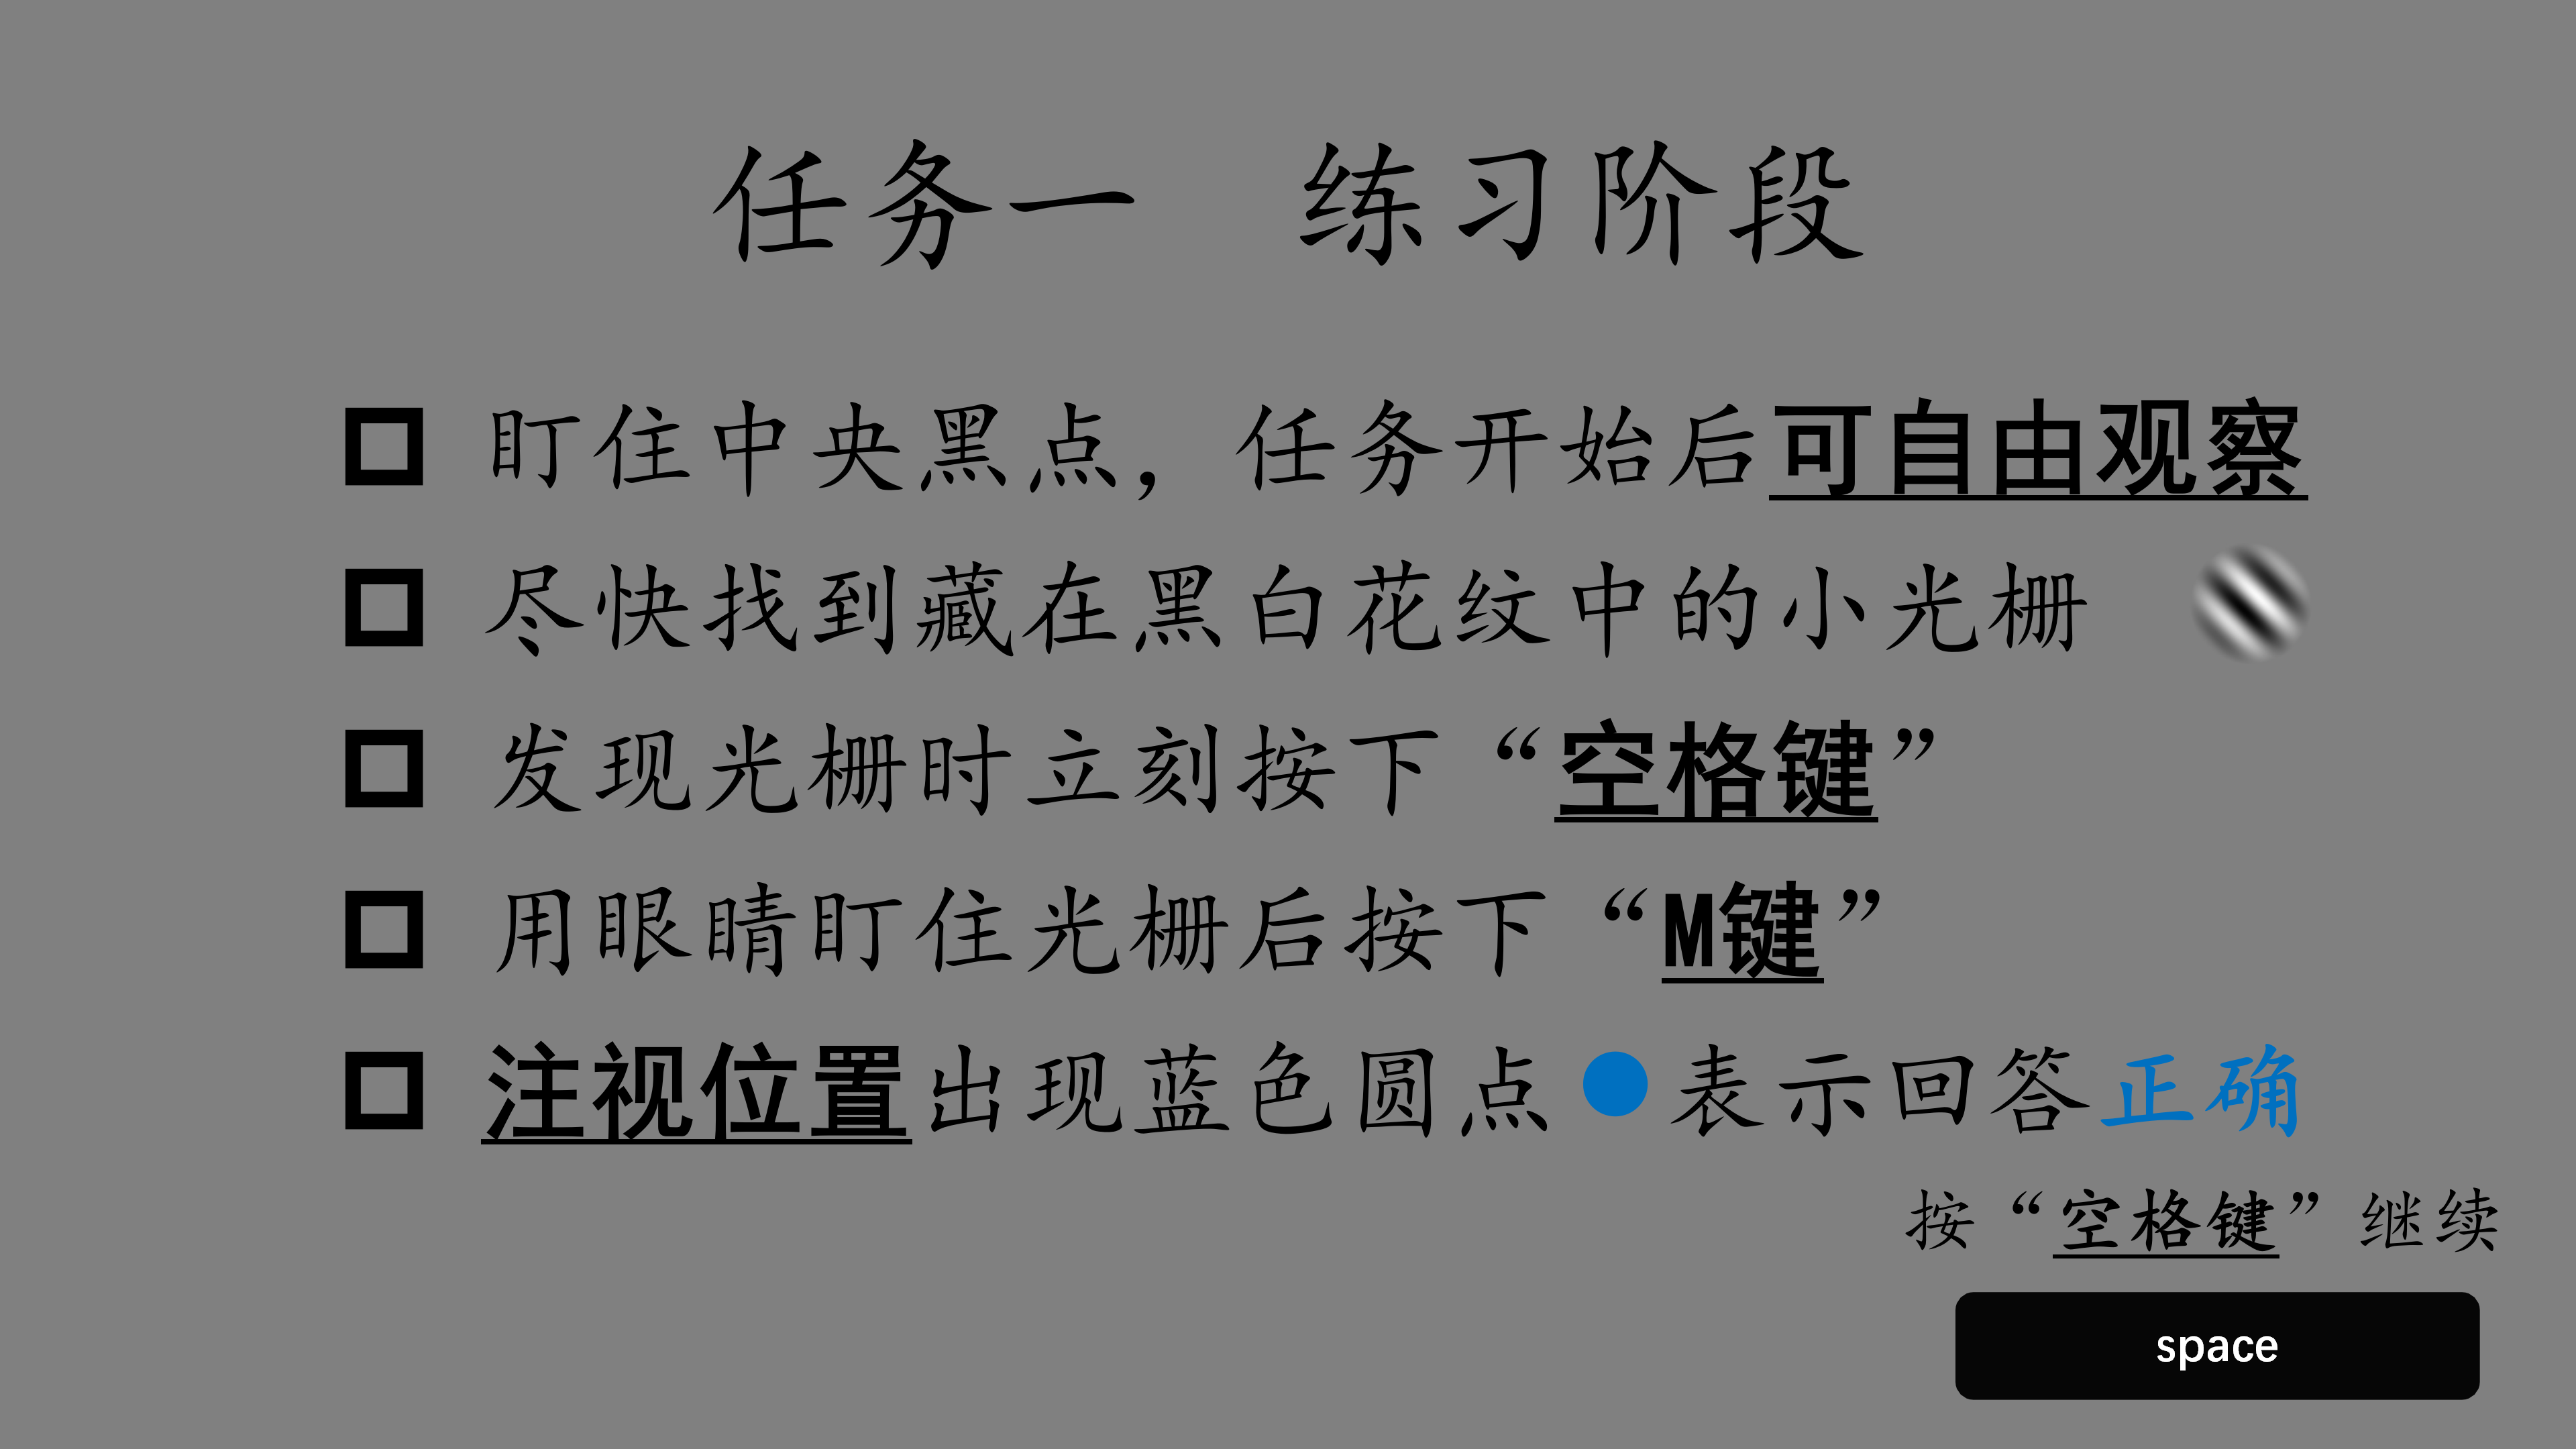 任务一 练习阶段
盯住中央黑点，任务开始后可自由观察
尽快找到藏在黑白花纹中的小光栅
发现光栅时立刻按下“空格键”
用眼睛盯住光栅后按下“M键”
注视位置出现蓝色圆点表示回答正确
按“空格键”继续
space